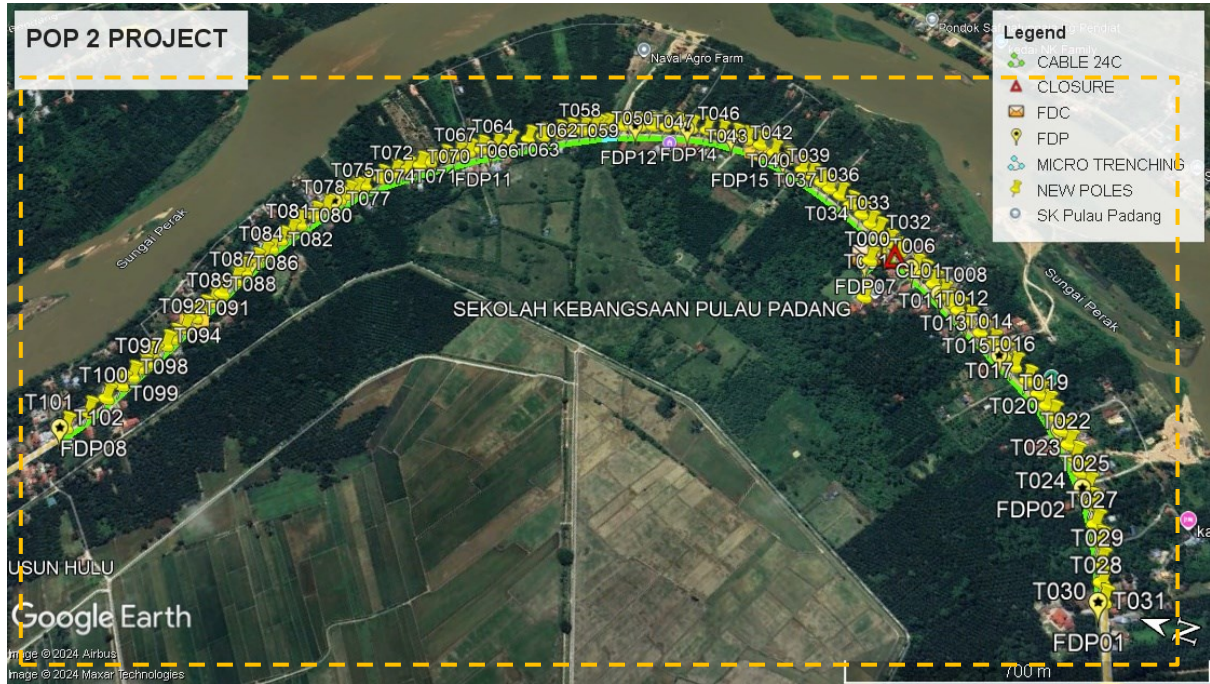 POP 2 PROJECT
Legend
CABLE 24C
CLOSURE
FDC
FDP
MICRO TRENCHING
NEW POLES
SK Pulau Padang
kedai NK Family
Naval Agro Farm
T058
T050
T047
T046
T067
T064
T062
T059
T043
T042
T072
T070
T066
T063
FDP12
FDP14
T040
T039
T075
T074
T071
FDP11
FDP15
T037
T036
T078
T077
T034
T033
T081
T080
T032
T084
T082
T000
T006
Sungai Perak
T087
T086
CL01
T008
Sungai Perak
T089
T088
FDP07
T011
T012
T092
T091
SEKOLAH KEBANGSAAN PULAU PADANG
T013
T014
T097
T094
T015
T016
T098
T017
T100
T099
T019
T101
T102
T020
T022
FDP08
T023
T025
T024
T027
FDP02
T029
USUN HULU
T028
T030
T031
Google Earth
FDP01
N
Image © 2024 Airbus
Image © 2024 Maxar Technologies
700 m